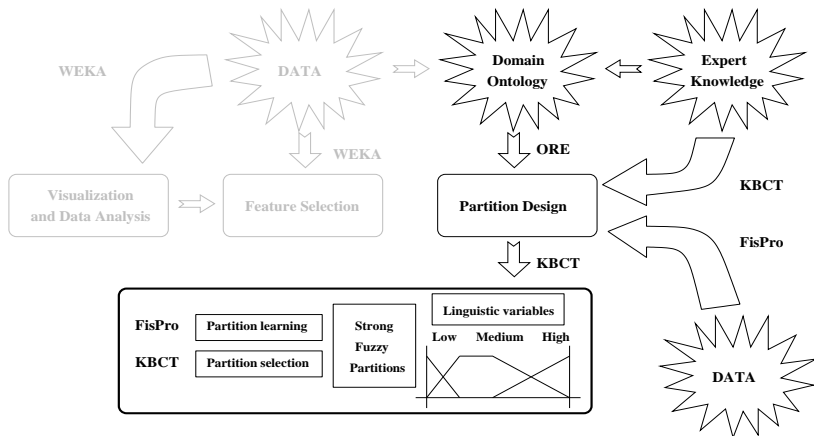 WEKA
DATA
Domain
Ontology
Expert
Knowledge
WEKA
ORE
KBCT
Visualization
and Data Analysis
Feature Selection
Partition Design
FisPro
KBCT
FisPro
Partition learning
KBCT
Partition selection
Strong
Fuzzy
Partitions
Linguistic variables
Low Medium High
DATA